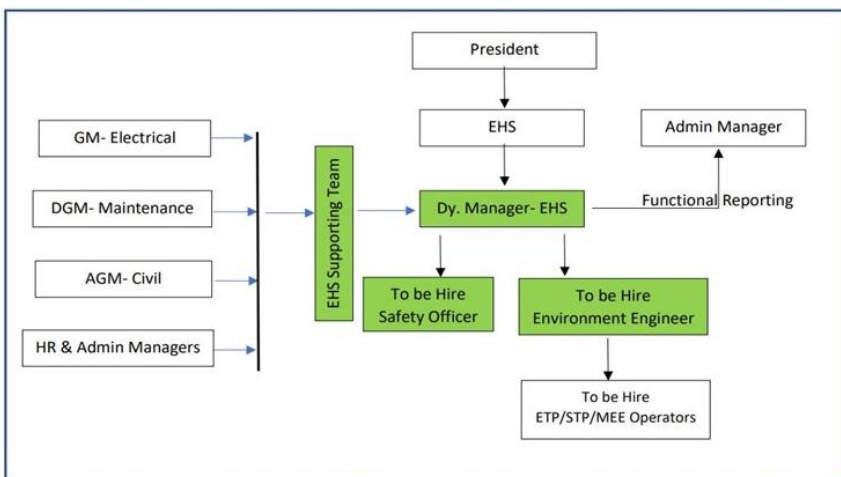 President
GM- Electrical
EHS
Admin Manager
EHS Supporting Team
DGM- Maintenance
Dy. Manager- EHS
Functional Reporting
AGM- Civil
To be Hire
Safety Officer
To be Hire
Environment Engineer
HR & Admin Managers
To be Hire
ETP/STP/MEE Operators